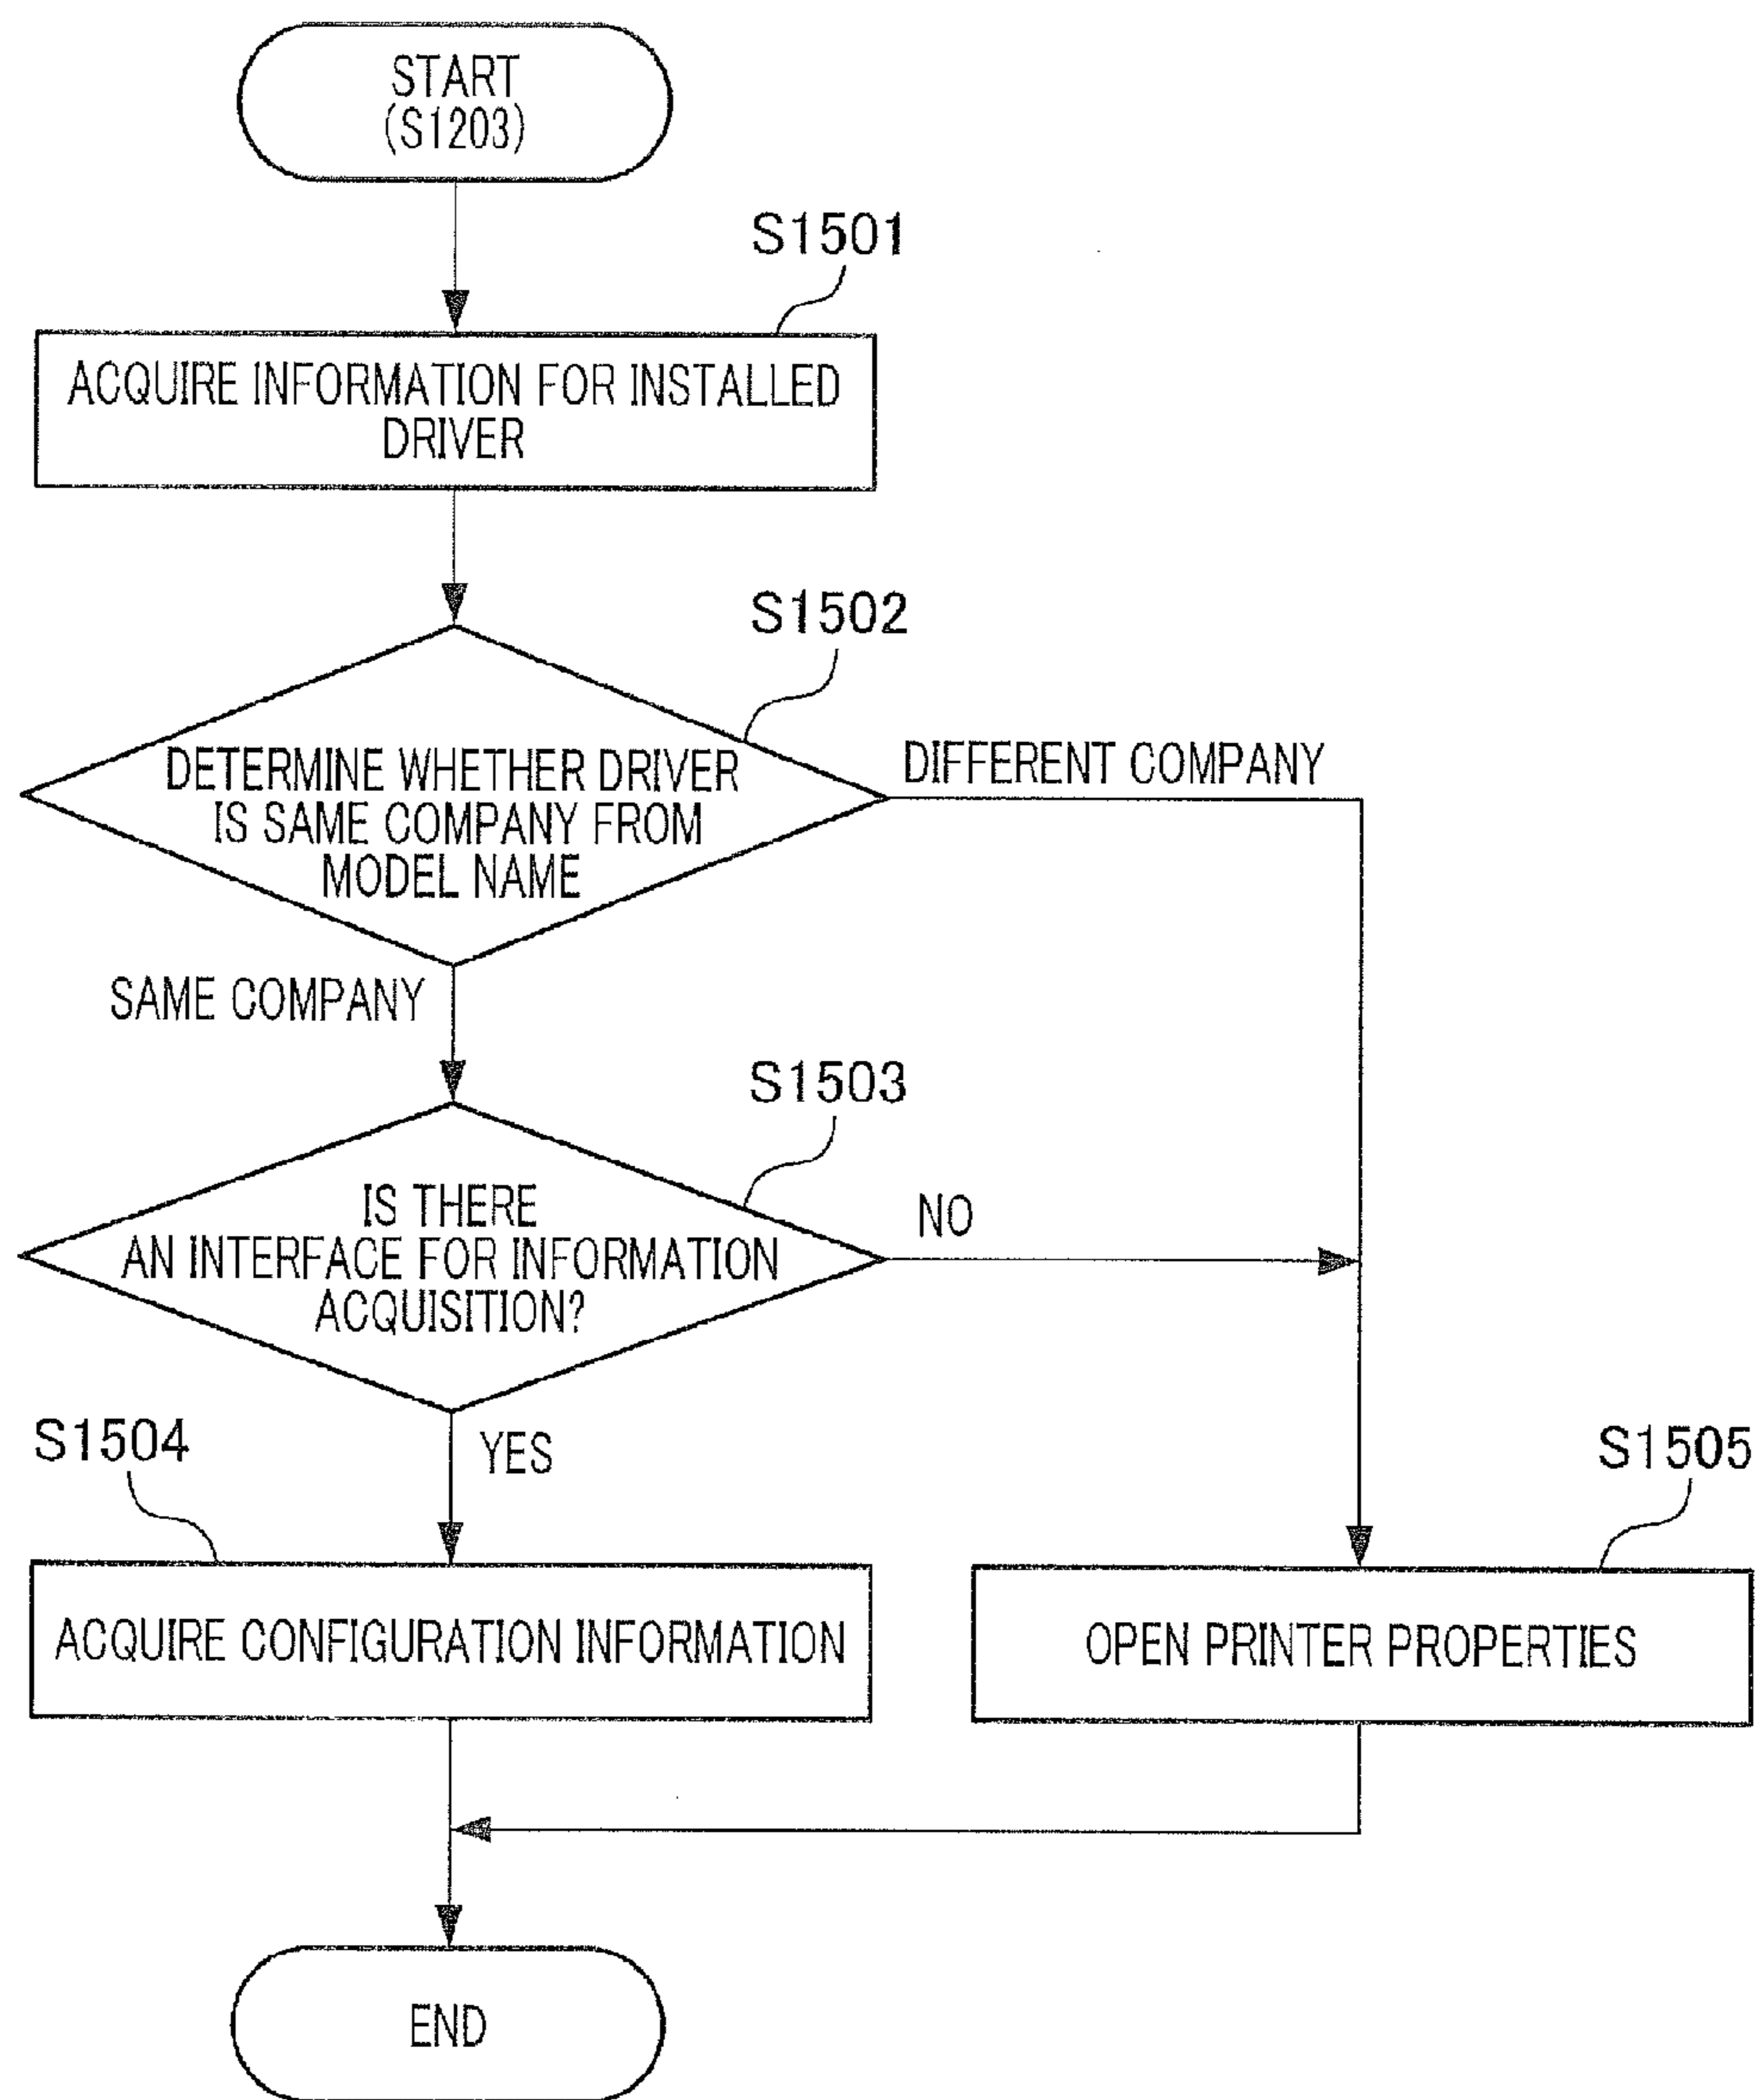 START
(S1203)
S1501
ACQUIRE INFORMATION FOR INSTALLED
DRIVER
S1502
DETERMINE WHETHER DRIVER
IS SAME COMPANY FROM
MODEL NAME
DIFFERENT COMPANY
SAME COMPANY
S1503
IS THERE
AN INTERFACE FOR INFORMATION
ACQUISITION?
NO
S1504
YES
S1505
ACQUIRE CONFIGURATION INFORMATION
OPEN PRINTER PROPERTIES
END